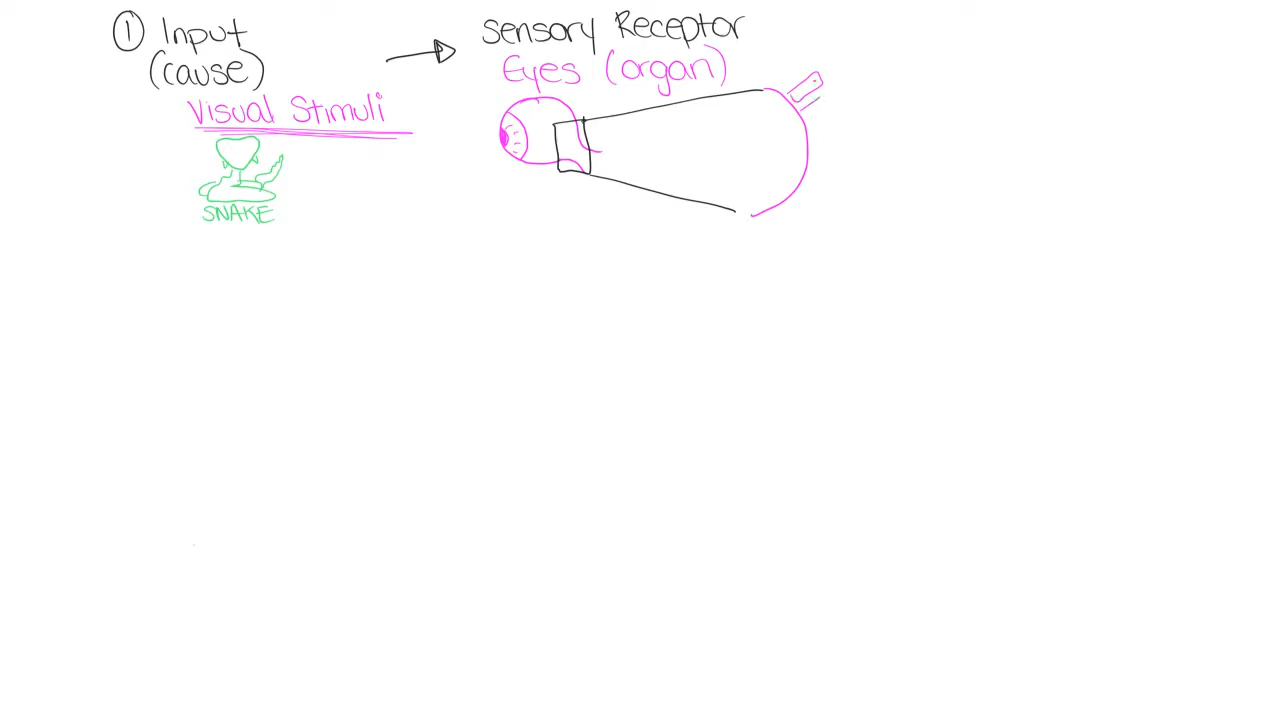 ① Input
(cause)
Visual Stimuli
SNAKE
Sensory Receptor
Eyes (organ)